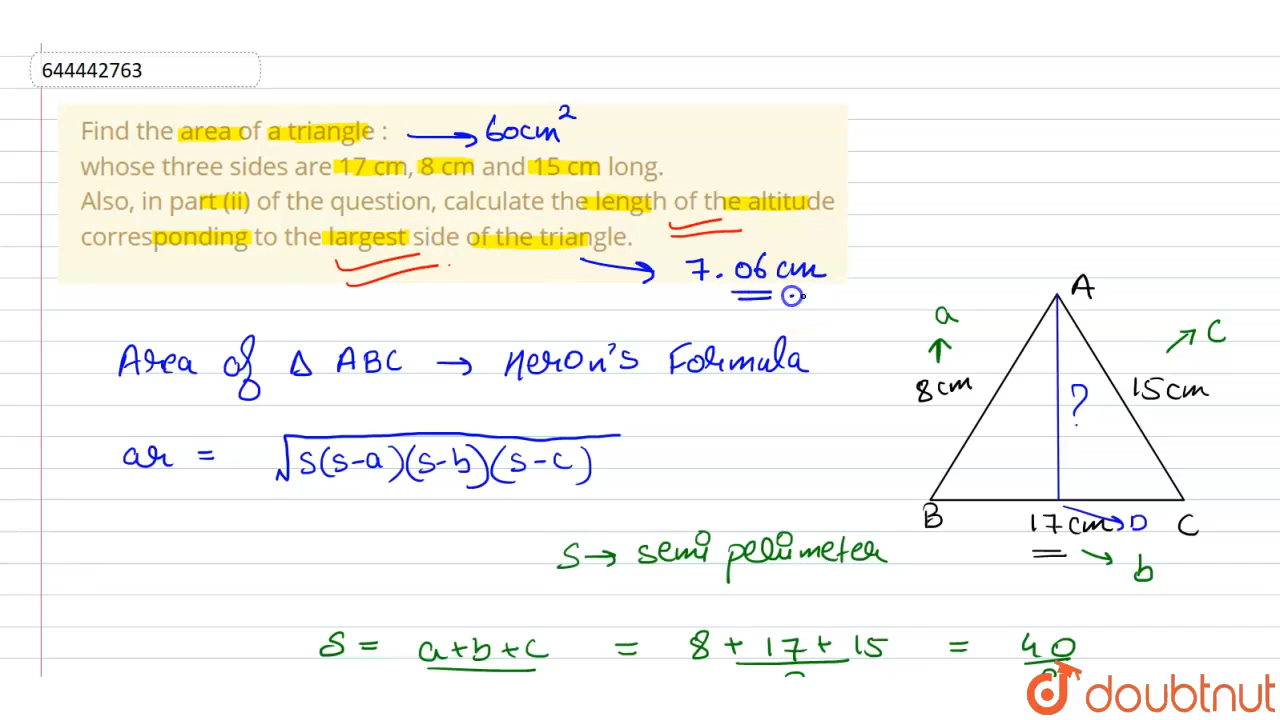 644442763
Find the area of a triangle : → 60cm²
whose three sides are 17 cm, 8 cm and 15 cm long.
Also, in part (ii) of the question, calculate the length of the altitude
corresponding to the largest side of the triangle.
→ 7.06cm
A
a
C
Area of Δ ABC → Heron's Formula
8cm
15cm
?
ar = √s(s-a)(s-b)(s-c)
B
17cm
D
C
S → semi perimeter
b
S = a+b+c = 8+17+15 = 40
doubtnut